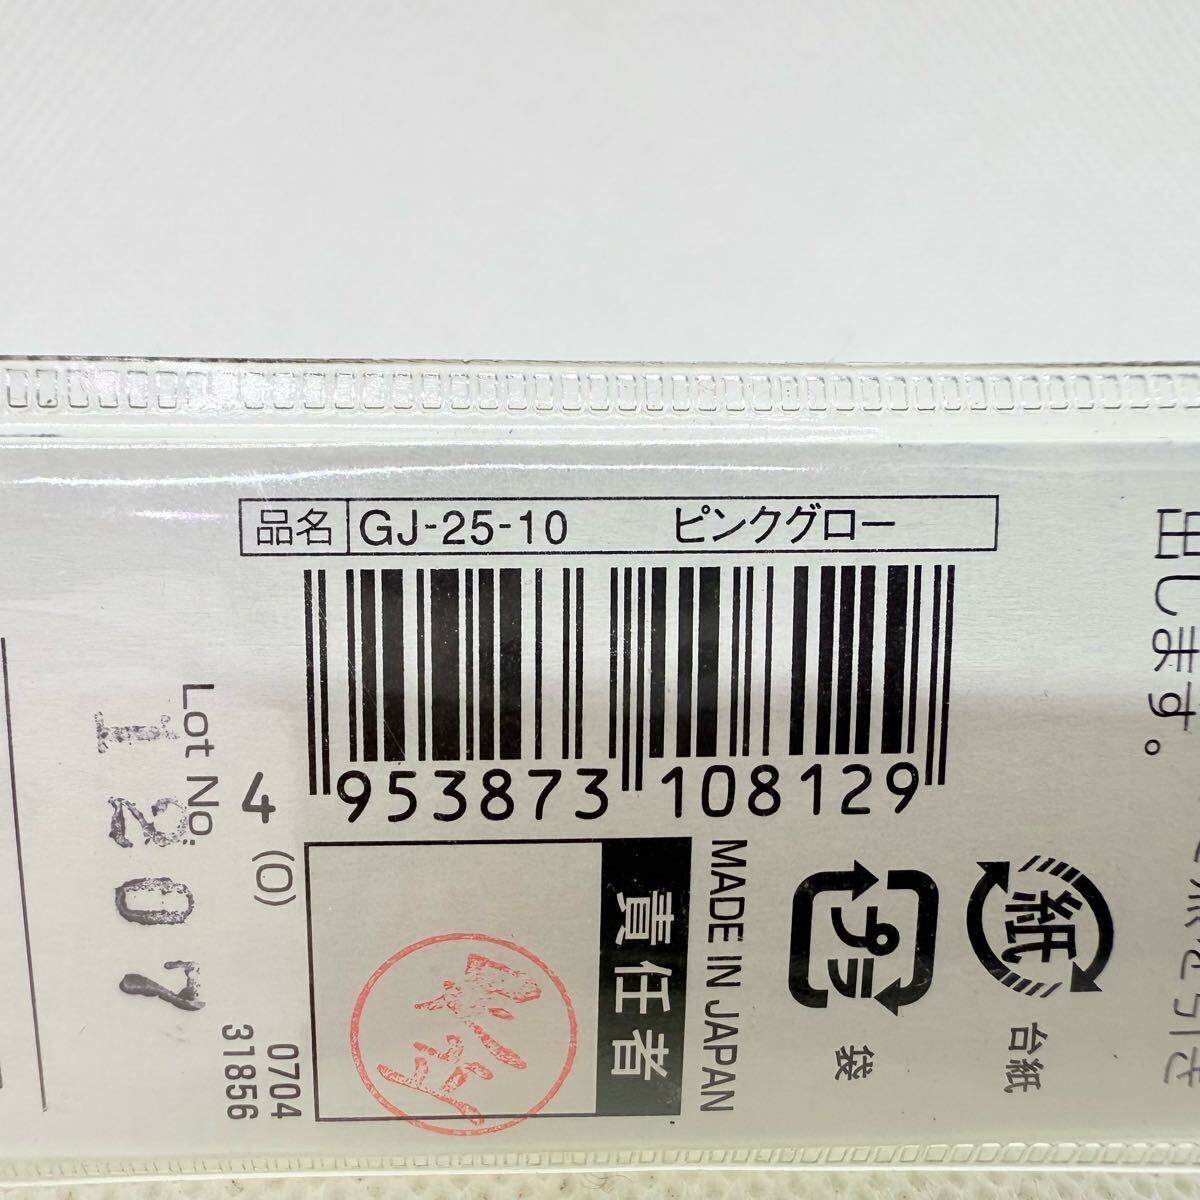 品名 GJ-25-10 ピンクグロー
4 953873 108129
Lot No.
1207
(O)
0704
31856
責任者
MADE IN JAPAN
プラ
袋
紙
台紙
出します。